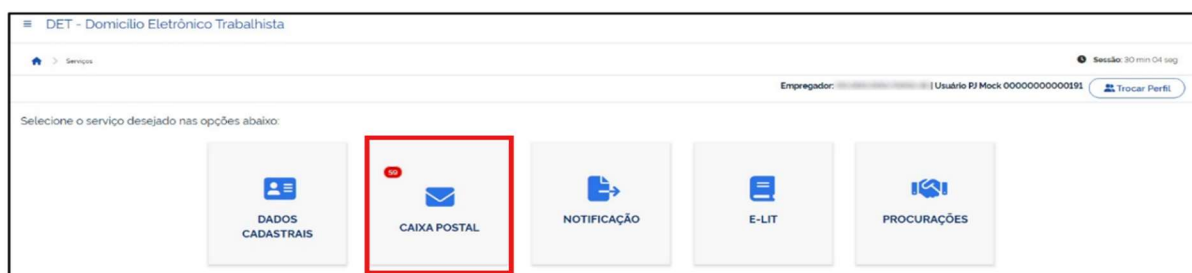 DET - Domicílio Eletrônico Trabalhista
Serviços
Sessão: 30 min 04 seg
Empregador: | Usuário PJ Mock 00000000000191 Trocar Perfil
Selecione o serviço desejado nas opções abaixo:
DADOS CADASTRAIS
CAIXA POSTAL
NOTIFICAÇÃO
E-LIT
PROCURAÇÕES